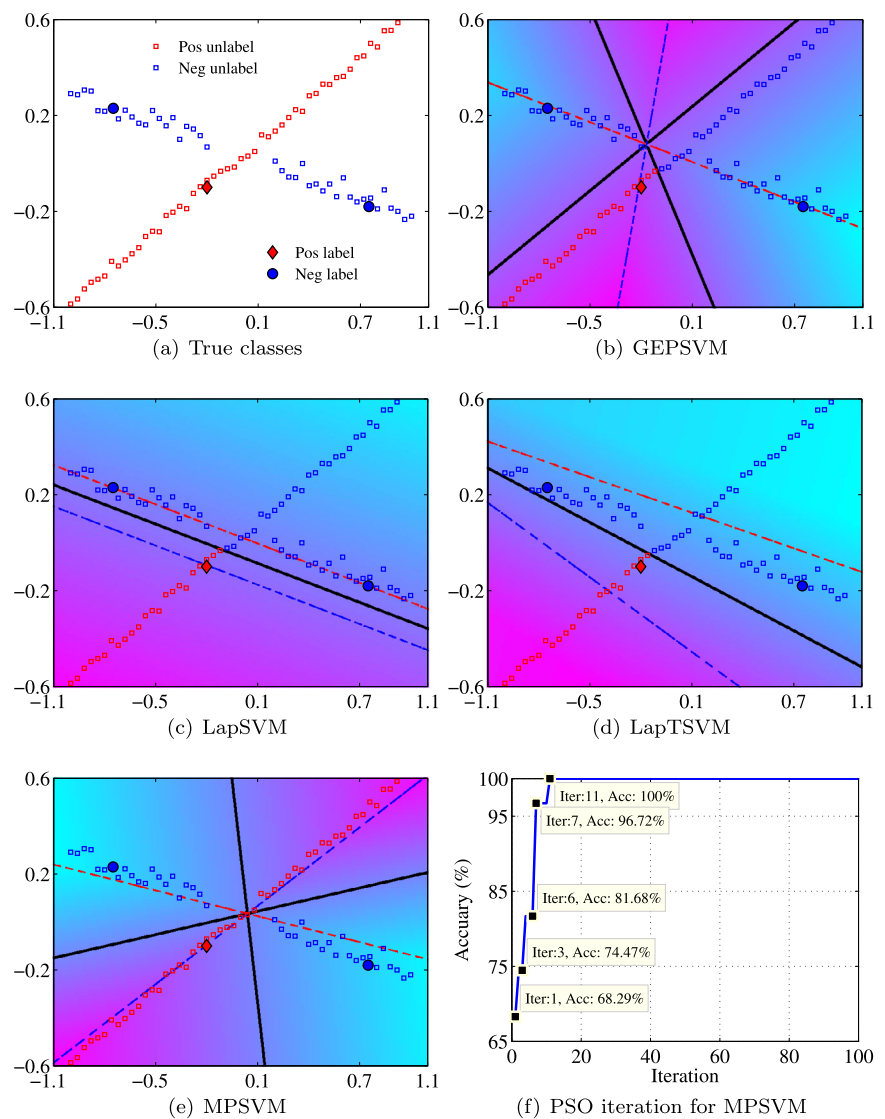 0.6
0.2
−0.2
−0.6
−1.1 −0.5 0.1 0.7 1.1
Pos unlabel
Neg unlabel
Pos label
Neg label
(a) True classes
0.6
0.2
−0.2
−0.6
−1.1 −0.5 0.1 0.7 1.1
(b) GEPSVM
0.6
0.2
−0.2
−0.6
−1.1 −0.5 0.1 0.7 1.1
(c) LapSVM
0.6
0.2
−0.2
−0.6
−1.1 −0.5 0.1 0.7 1.1
(d) LapTSVM
0.6
0.2
−0.2
−0.6
−1.1 −0.5 0.1 0.7 1.1
(e) MPSVM
100
95
85
75
65
Accuary (%)
Iter:11, Acc: 100%
Iter:7, Acc: 96.72%
Iter:6, Acc: 81.68%
Iter:3, Acc: 74.47%
Iter:1, Acc: 68.29%
0 20 40 60 80 100
Iteration
(f) PSO iteration for MPSVM